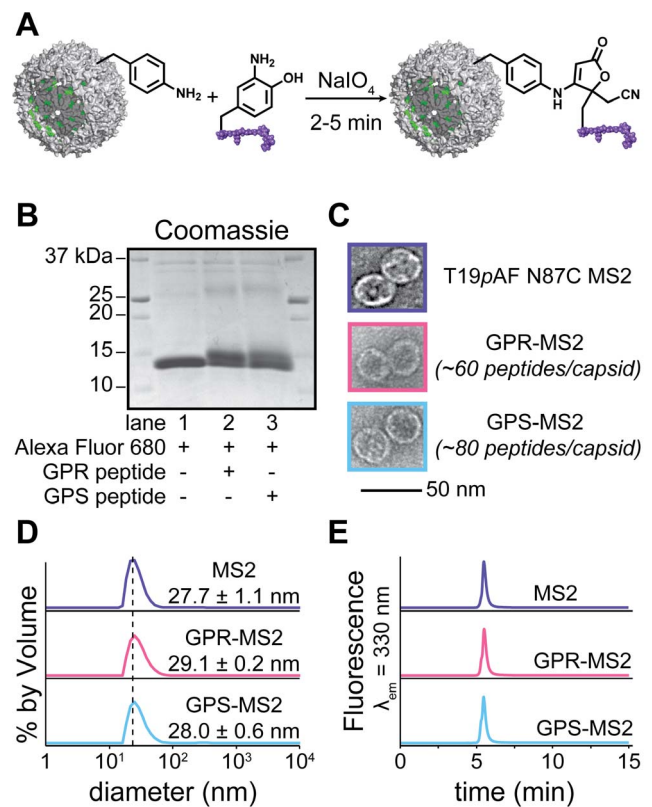 A
NH₂
+
NH₂
OH
NaIO₄
2-5 min
O
O
N
H
CN
B
Coomassie
37 kDa
25
20
15
10
lane 1 2 3
Alexa Fluor 680 + + +
GPR peptide - + -
GPS peptide - - +
C
T19pAF N87C MS2
GPR-MS2
(~60 peptides/capsid)
GPS-MS2
(~80 peptides/capsid)
50 nm
D
% by Volume
MS2
27.7 ± 1.1 nm
GPR-MS2
29.1 ± 0.2 nm
GPS-MS2
28.0 ± 0.6 nm
1 10¹ 10² 10³ 10⁴
diameter (nm)
E
Fluorescence
λem = 330 nm
MS2
GPR-MS2
GPS-MS2
0 5 10 15
time (min)